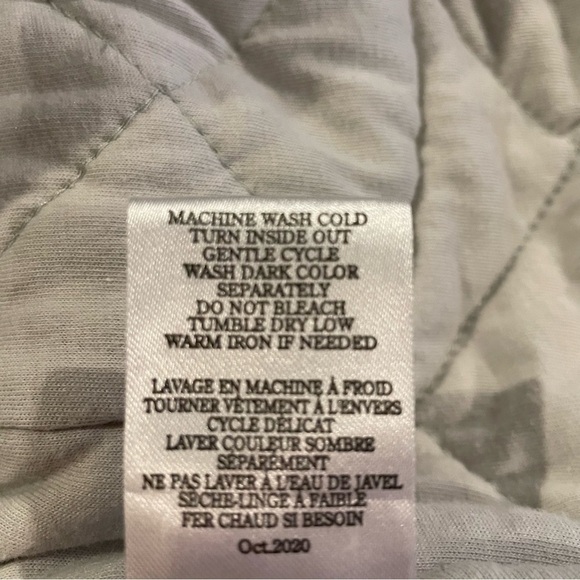 MACHINE WASH COLD
TURN INSIDE OUT
GENTLE CYCLE
WASH DARK COLOR
SEPARATELY
DO NOT BLEACH
TUMBLE DRY LOW
WARM IRON IF NEEDED
LAVAGE EN MACHINE À FROID
TOURNER VÊTEMENT À L'ENVERS
CYCLE DÉLICAT
LAVER COULEUR SOMBRE
SÉPARÉMENT
NE PAS LAVER À L'EAU DE JAVEL
SÈCHE-LINGE À FAIBLE
FER CHAUD SI BESOIN
Oct.2020